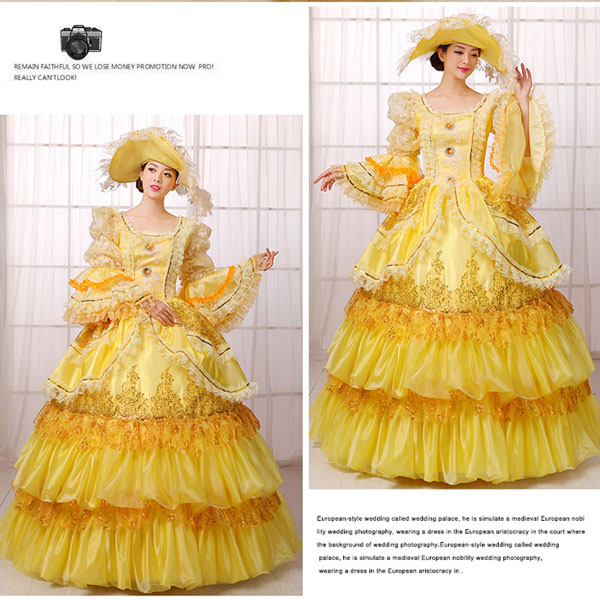 REMAIN FAITHFUL SO WE LOSE MONEY PROMOTION NOW. PRO!
. REALLY CAN'TLOOK!
European-style wedding called wedding palace, he is simulate a medieval European nobi
lity wedding photography, wearing a dress in the European aristocracy in the court where
the background of wedding photography.European-style wedding called wedding
palace, he is simulate a medieval European nobility wedding photography,
wearing a dress in the European aristocracy in .